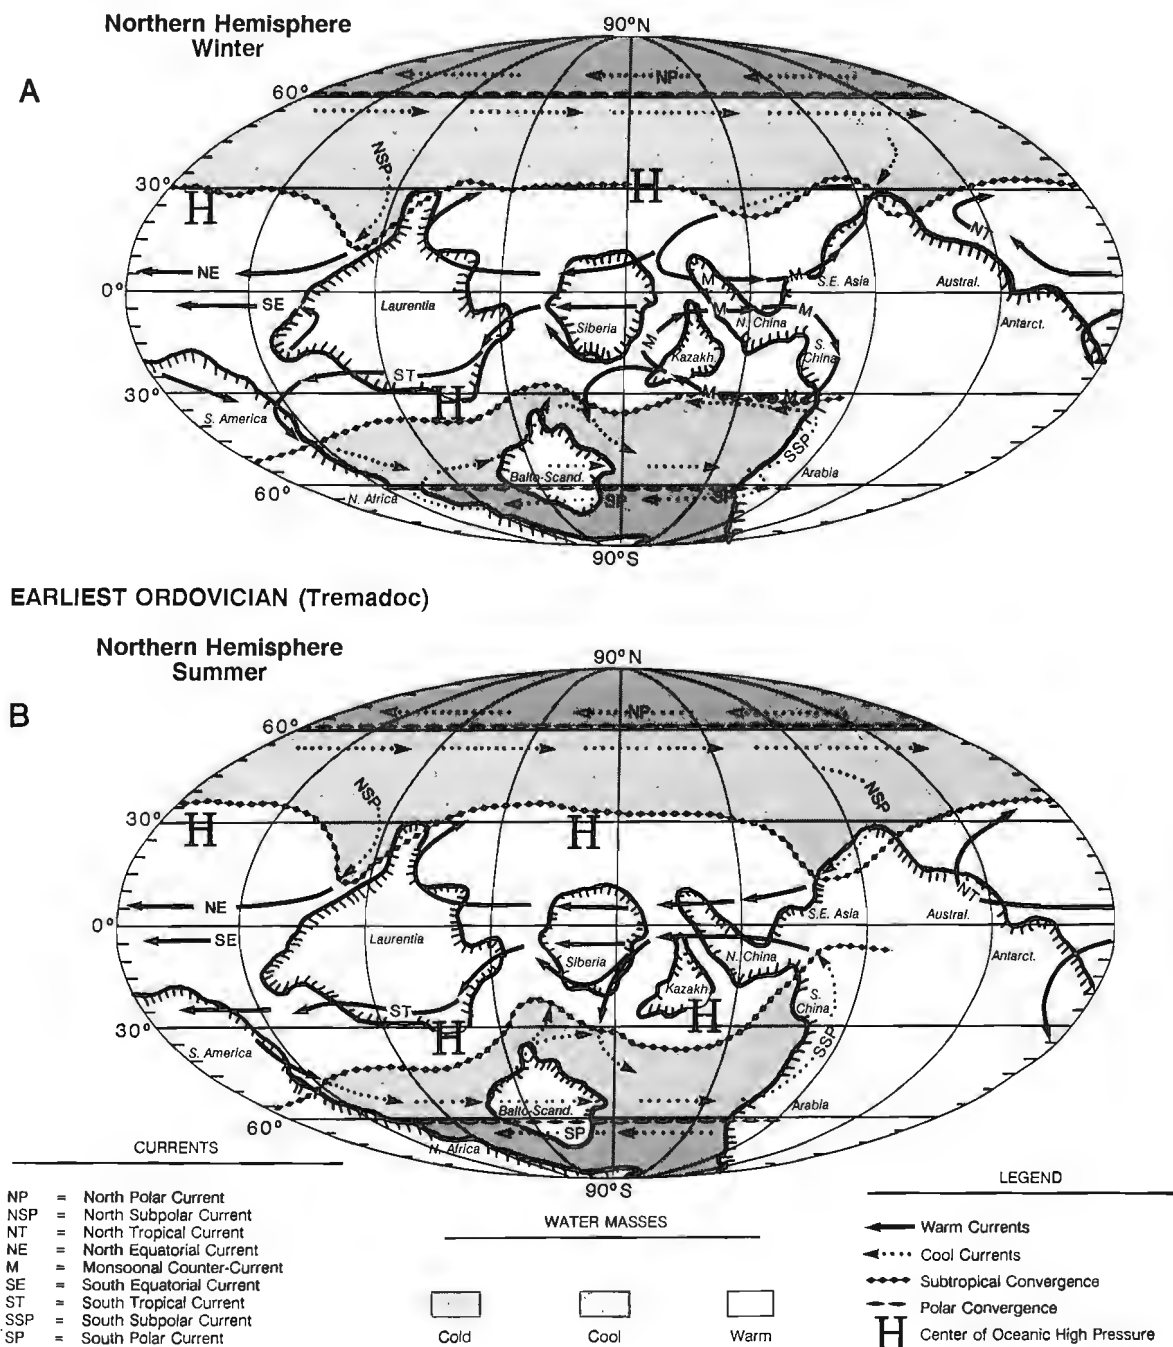 Northern Hemisphere
Winter
A
90°N
60°
NP
NSP
30°
H
H
NT
NE
M
M
S.E. Asia
Austral.
0°
SE
Laurentia
Siberia
M
N. China
M
Antarct.
M
Kazakh.
S.
China
ST
H
M
M
30°
S. America
SSP
Balto-Scand.
Arabia
60°
N. Africa
SP
SP
90°S
EARLIEST ORDOVICIAN (Tremadoc)
Northern Hemisphere
Summer
B
90°N
60°
NP
NSP
NSP
30°
H
H
NE
NT
S.E. Asia
Austral.
0°
SE
Laurentia
Siberia
N. China
Antarct.
Kazakh.
S.
China
ST
H
H
30°
S. America
SSP
Balto-Scand.
Arabia
60°
SP
N. Africa
90°S
CURRENTS
NP = North Polar Current
NSP = North Subpolar Current
NT = North Tropical Current
NE = North Equatorial Current
M = Monsoonal Counter-Current
SE = South Equatorial Current
ST = South Tropical Current
SSP = South Subpolar Current
SP = South Polar Current
WATER MASSES
Cold
Cool
Warm
LEGEND
Warm Currents
Cool Currents
Subtropical Convergence
Polar Convergence
H Center of Oceanic High Pressure